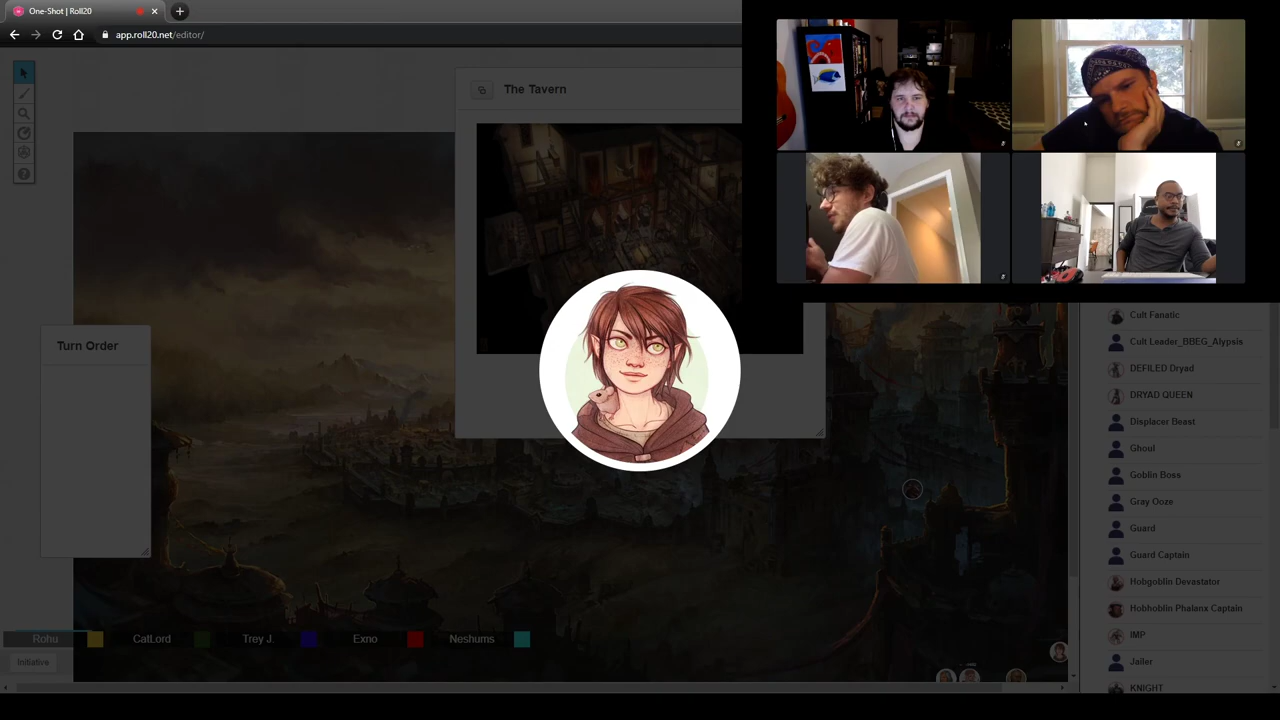 One-Shot | Roll20
app.roll20.net/editor/
The Tavern
Turn Order
Cult Fanatic
Cult Leader_BBEG_Alypsis
DEFILED Dryad
DRYAD QUEEN
Displacer Beast
Ghoul
Goblin Boss
Gray Ooze
Guard
Guard Captain
Hobgoblin Devastator
Hobhoblin Phalanx Captain
IMP
Jailer
KNIGHT
Rohu
CatLord
Trey J.
Exno
Neshums
Initiative